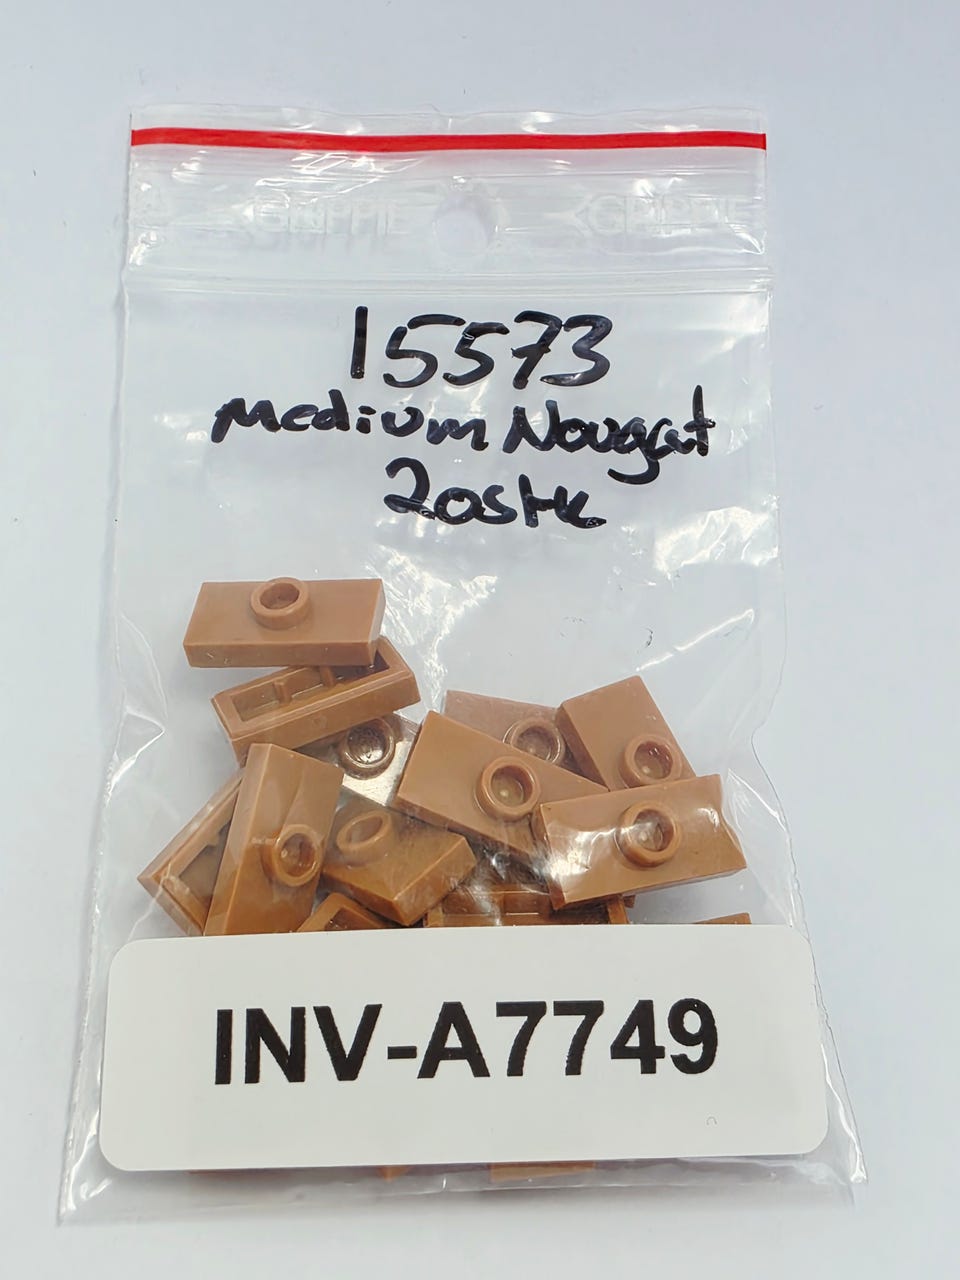 GRIPPIE GRIPPIE
15573
Medium Nougat
20stk
INV-A7749